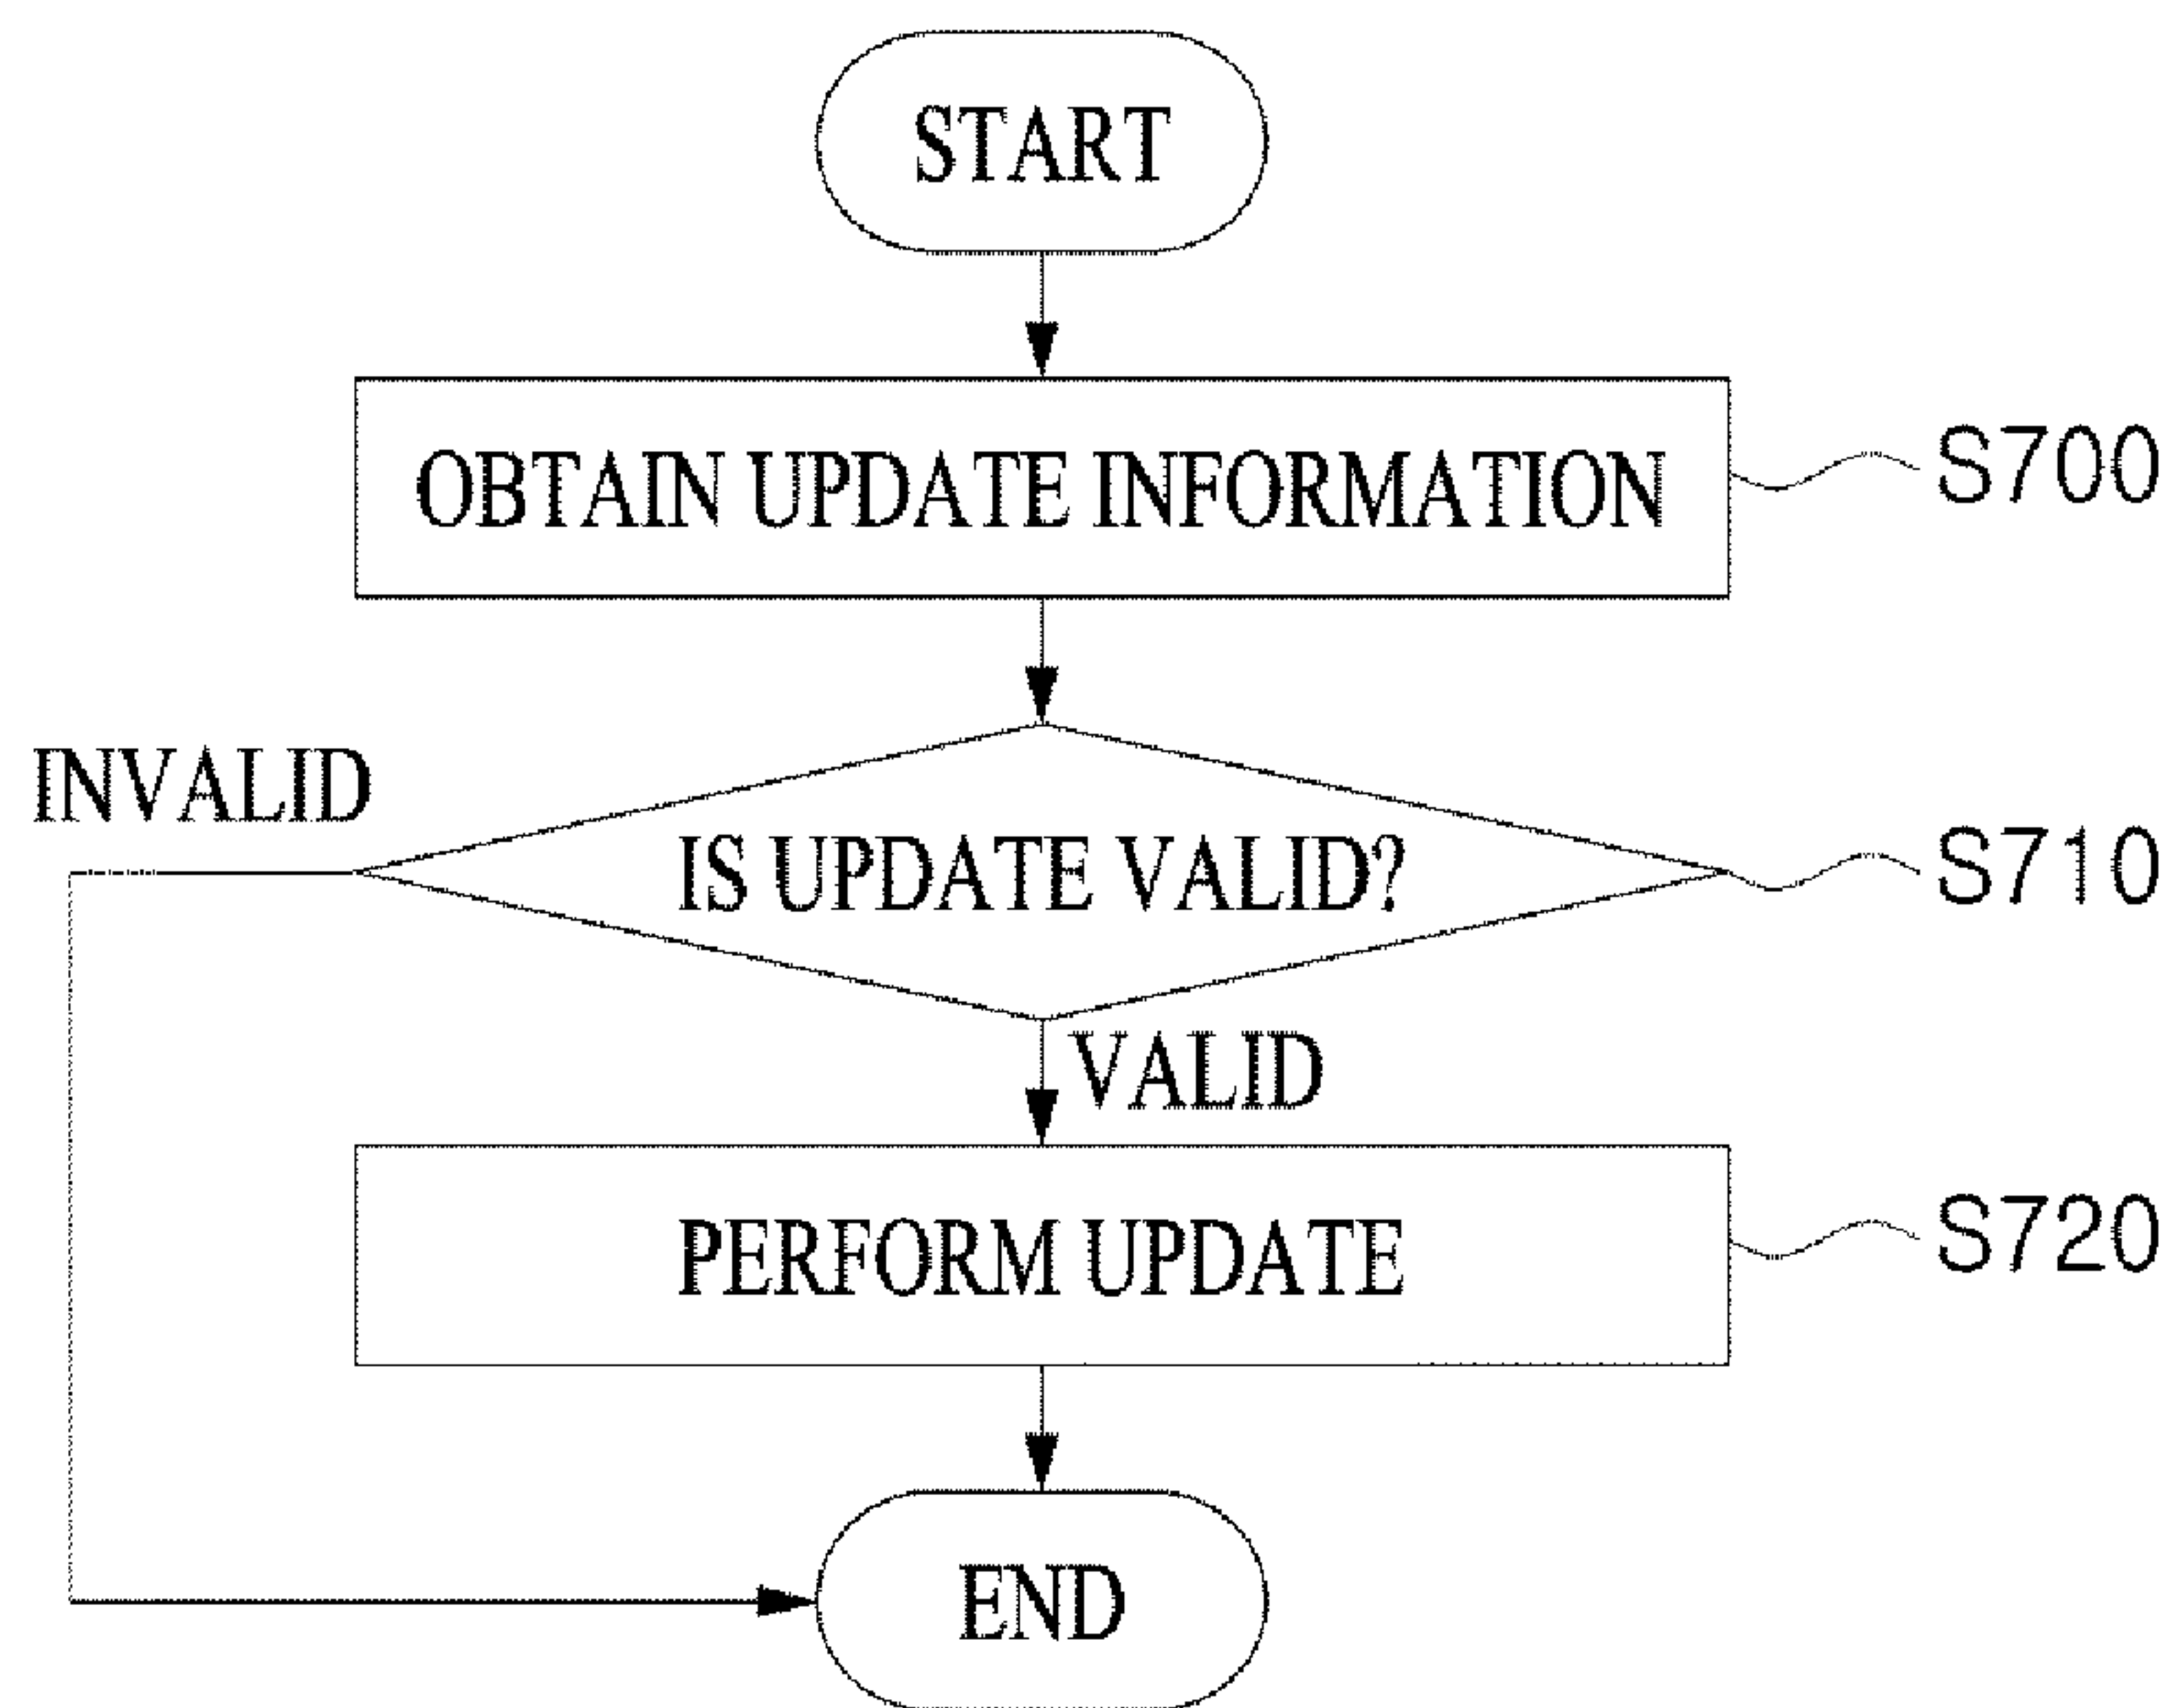 START
OBTAIN UPDATE INFORMATION
S700
INVALID
IS UPDATE VALID?
S710
VALID
PERFORM UPDATE
S720
END